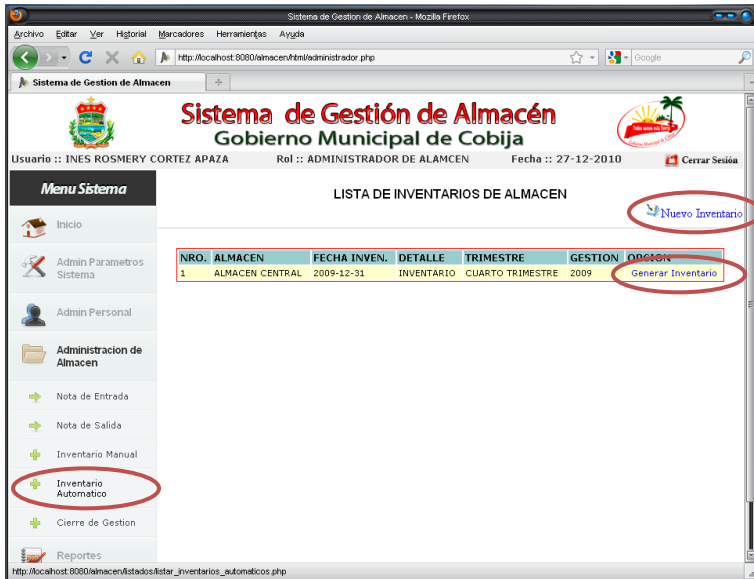 Sistema de Gestion de Almacen - Mozilla Firefox
Archivo Editar Ver Historial Marcadores Herramientas Ayuda
http://localhost:8080/almacen/html/administrador.php
Google
Sistema de Gestion de Almacen
Sistema de Gestión de Almacén
Gobierno Municipal de Cobija
Usuario :: INES ROSMERY CORTEZ APAZA Rol :: ADMINISTRADOR DE ALAMCEN Fecha :: 27-12-2010 Cerrar Sesión
Menu Sistema
LISTA DE INVENTARIOS DE ALMACEN
Nuevo Inventario
Inicio
NRO. ALMACEN FECHA INVEN. DETALLE TRIMESTRE GESTION OPCION
1 ALMACEN CENTRAL 2009-12-31 INVENTARIO CUARTO TRIMESTRE 2009 Generar Inventario
Admin Parametros
Sistema
Admin Personal
Administracion de
Almacen
Nota de Entrada
Nota de Salida
Inventario Manual
Inventario
Automatico
Cierre de Gestion
Reportes
http://localhost:8080/almacen/listados/listar_inventarios_automaticos.php